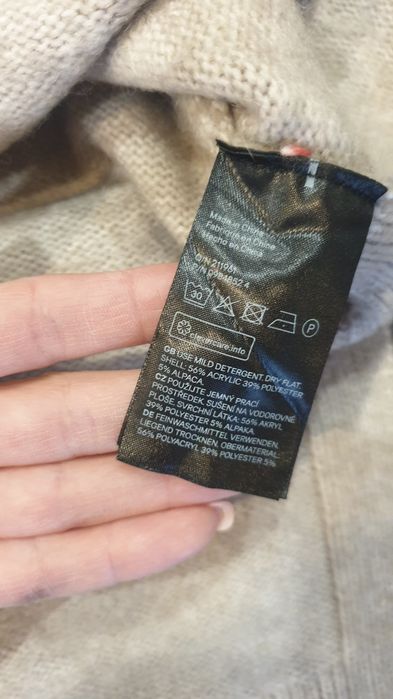 Made in China
Fabriqué en Chine
Hecho en China
30
P
clevercare.info
GB USE MILD DETERGENT. DRY FLAT.
SHELL: 56% ACRYLIC 39% POLYESTER
5% ALPACA.
CZ POUŽIJTE JEMNÝ PRACÍ
PROSTŘEDEK. SUŠENÍ NA VODOROVNÉ
PLOŠE. SVRCHNÍ LÁTKA: 56% AKRYL
39% POLYESTER 5% ALPAKA
DE FEINWASCHMITTEL VERWENDEN.
LIEGEND TROCKNEN. OBERMATERIAL:
56% POLYACRYL 39% POLYESTER 5%